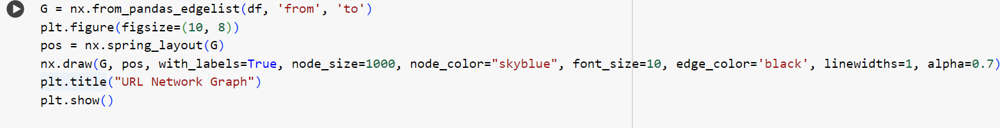 G = nx.from_pandas_edgelist(df, 'from', 'to')
plt.figure(figsize=(10, 8))
pos = nx.spring_layout(G)
nx.draw(G, pos, with_labels=True, node_size=1000, node_color="skyblue", font_size=10, edge_color='black', linewidths=1, alpha=0.7)
plt.title("URL Network Graph")
plt.show()